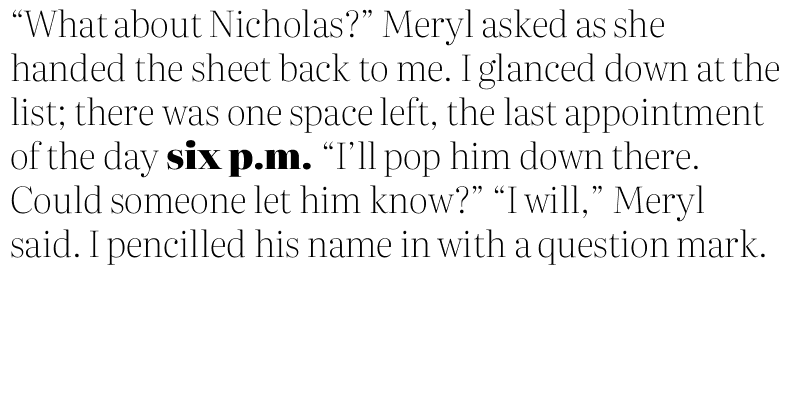 “What about Nicholas?” Meryl asked as she
handed the sheet back to me. I glanced down at the
list; there was one space left, the last appointment
of the day six p.m. “I’ll pop him down there.
Could someone let him know?” “I will,” Meryl
said. I pencilled his name in with a question mark.